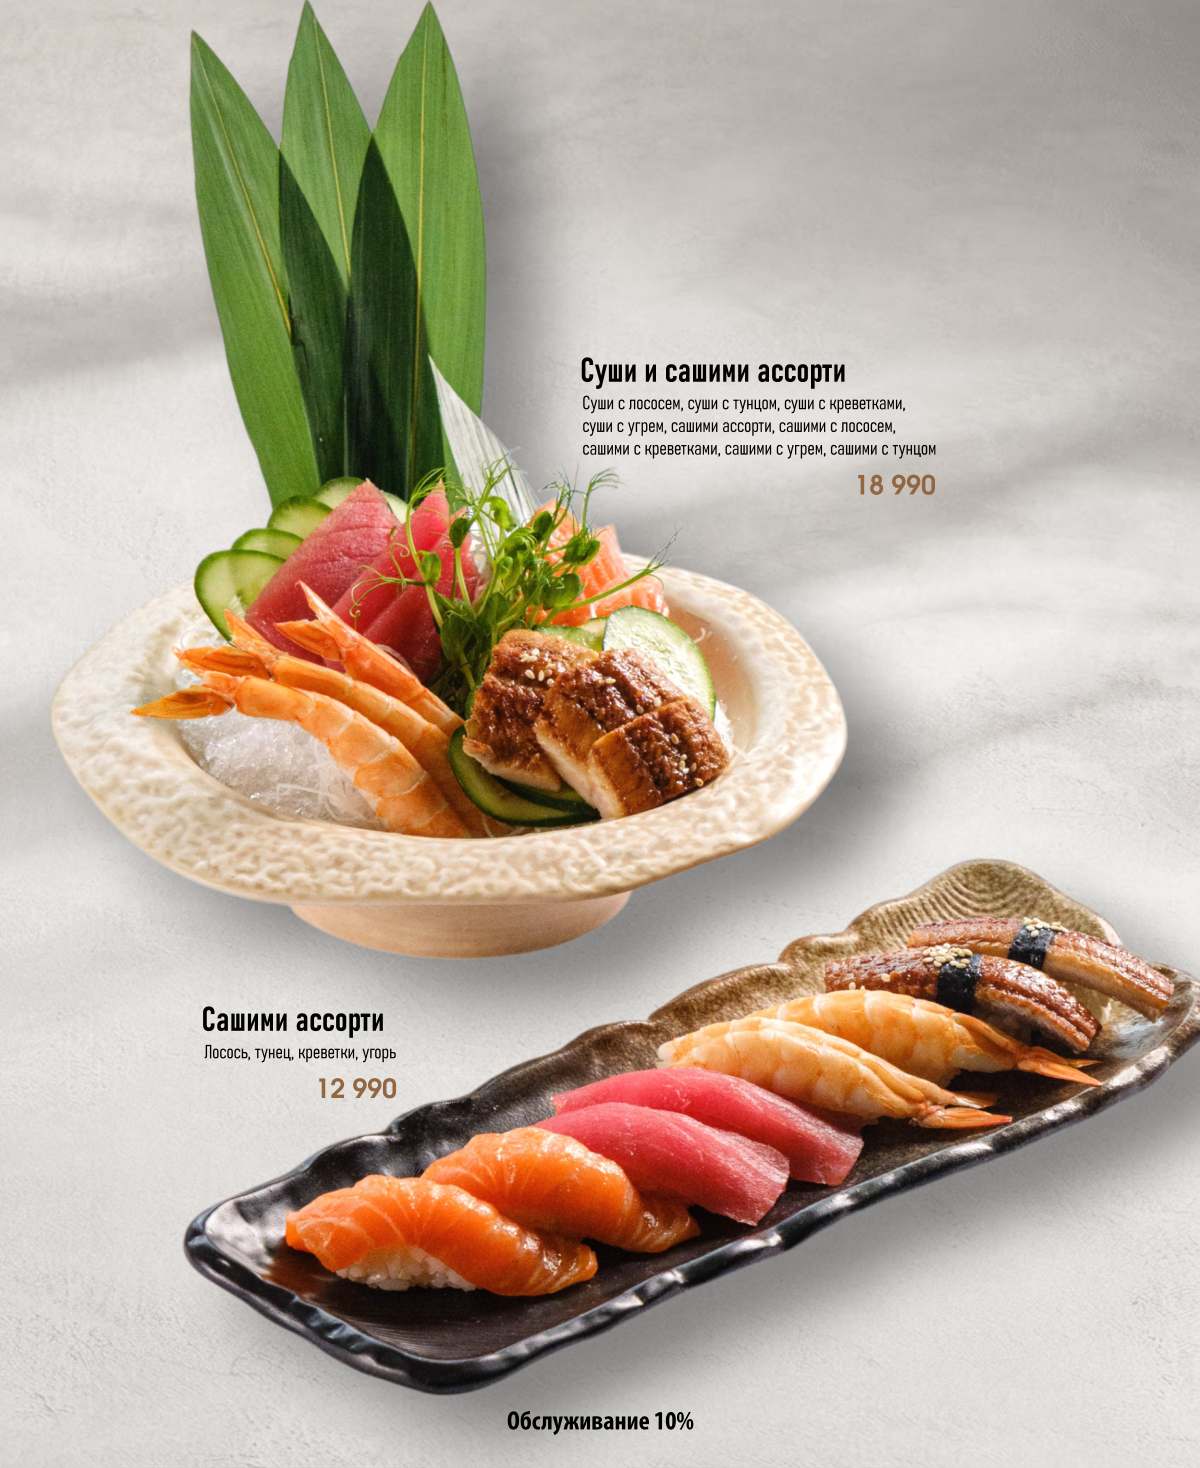 Суши и сашими ассорти
Суши с лососем, суши с тунцом, суши с креветками,
суши с угрем, сашими ассорти, сашими с лососем,
сашими с креветками, сашими с угрем, сашими с тунцом
18 990
Сашими ассорти
Лосось, тунец, креветки, угорь
12 990
Обслуживание 10%